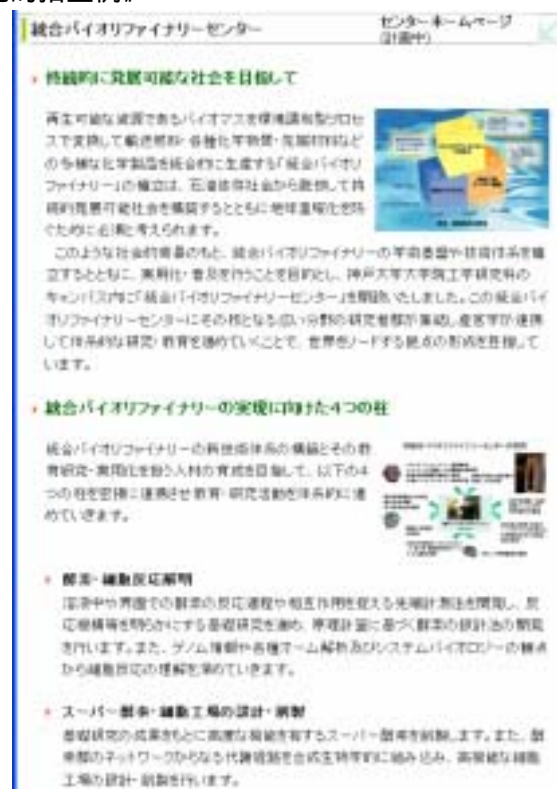 統合バイオリファイナリーセンター
センターホームページ
(計画中)
持続的に発展可能な社会を目指して
再生可能な資源であるバイオマスを環境調和型プロセ
スで変換して輸送燃料・各種化学物質・先端材料など
の多様な化学製品を統合的に生産する「統合バイオリ
ファイナリー」の確立は、石油依存社会から脱却して持
続的発展可能社会を構築するとともに地球温暖化を防
ぐために必須と考えられます。
このような社会的背景のもと、統合バイオリファイナリーの学術基盤や技術体系を確
立するとともに、実用化・普及を行うことを目的とし、神戸大学大学院工学研究科の
キャンパス内に「統合バイオリファイナリーセンター」を開設いたしました。この統合バイ
オリファイナリーセンターにその核となる広い分野の研究者群が集結し産官学が連携
して体系的な研究・教育を進めていくことで、世界をリードする拠点の形成を目指して
います。
統合バイオリファイナリーの実現に向けた4つの柱
統合バイオリファイナリーの新技術体系の構築とその教
育研究・実用化を担う人材の育成を目指して、以下の4
つの柱を密接に連携させ教育・研究活動を体系的に進
めていきます。
酵素・細胞反応解明
溶液中や界面での酵素の反応過程や相互作用を捉える先端計測法を開発し、反
応機構等を明らかにする基礎研究を進め、原理計算に基づく酵素の設計法の開発
を行います。また、ゲノム情報や各種オーム解析及びシステムバイオロジーの観点
から細胞反応の理解を深めていきます。
スーパー酵素・細胞工場の設計・創製
基礎研究の成果をもとに高度な機能を有するスーパー酵素を創製します。また、酵
素群のネットワークからなる代謝経路を合成生物学的に組み込み、高機能な細胞
工場の設計・創製を行います。